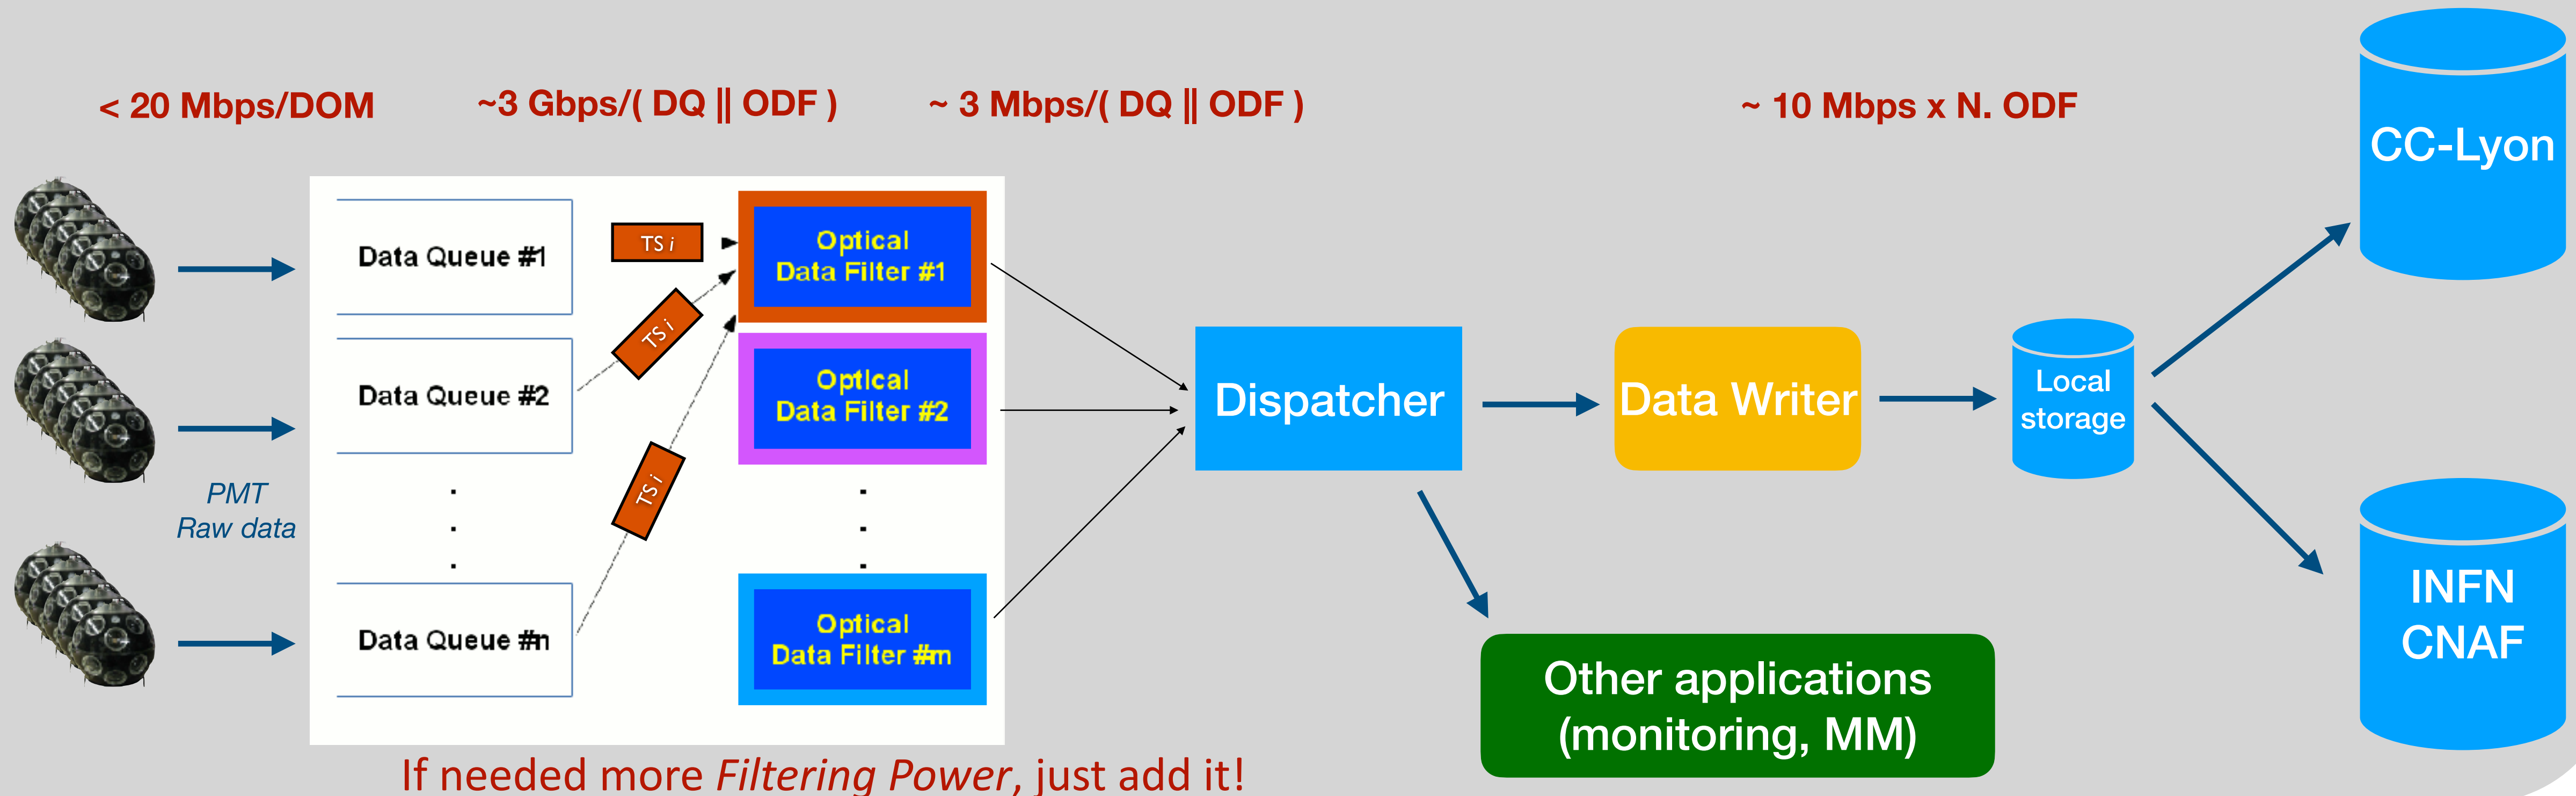 < 20 Mbps/DOM
~3 Gbps/( DQ || ODF )
~ 3 Mbps/( DQ || ODF )
~ 10 Mbps x N. ODF
CC-Lyon
Data Queue #1
TS i
Optical
Data Filter #1
TS i
Data Queue #2
Optical
Data Filter #2
Dispatcher
Data Writer
Local
storage
PMT
Raw data
.
.
.
TS i
.
.
.
Data Queue #n
Optical
Data Filter #m
INFN
CNAF
Other applications
(monitoring, MM)
If needed more Filtering Power, just add it!